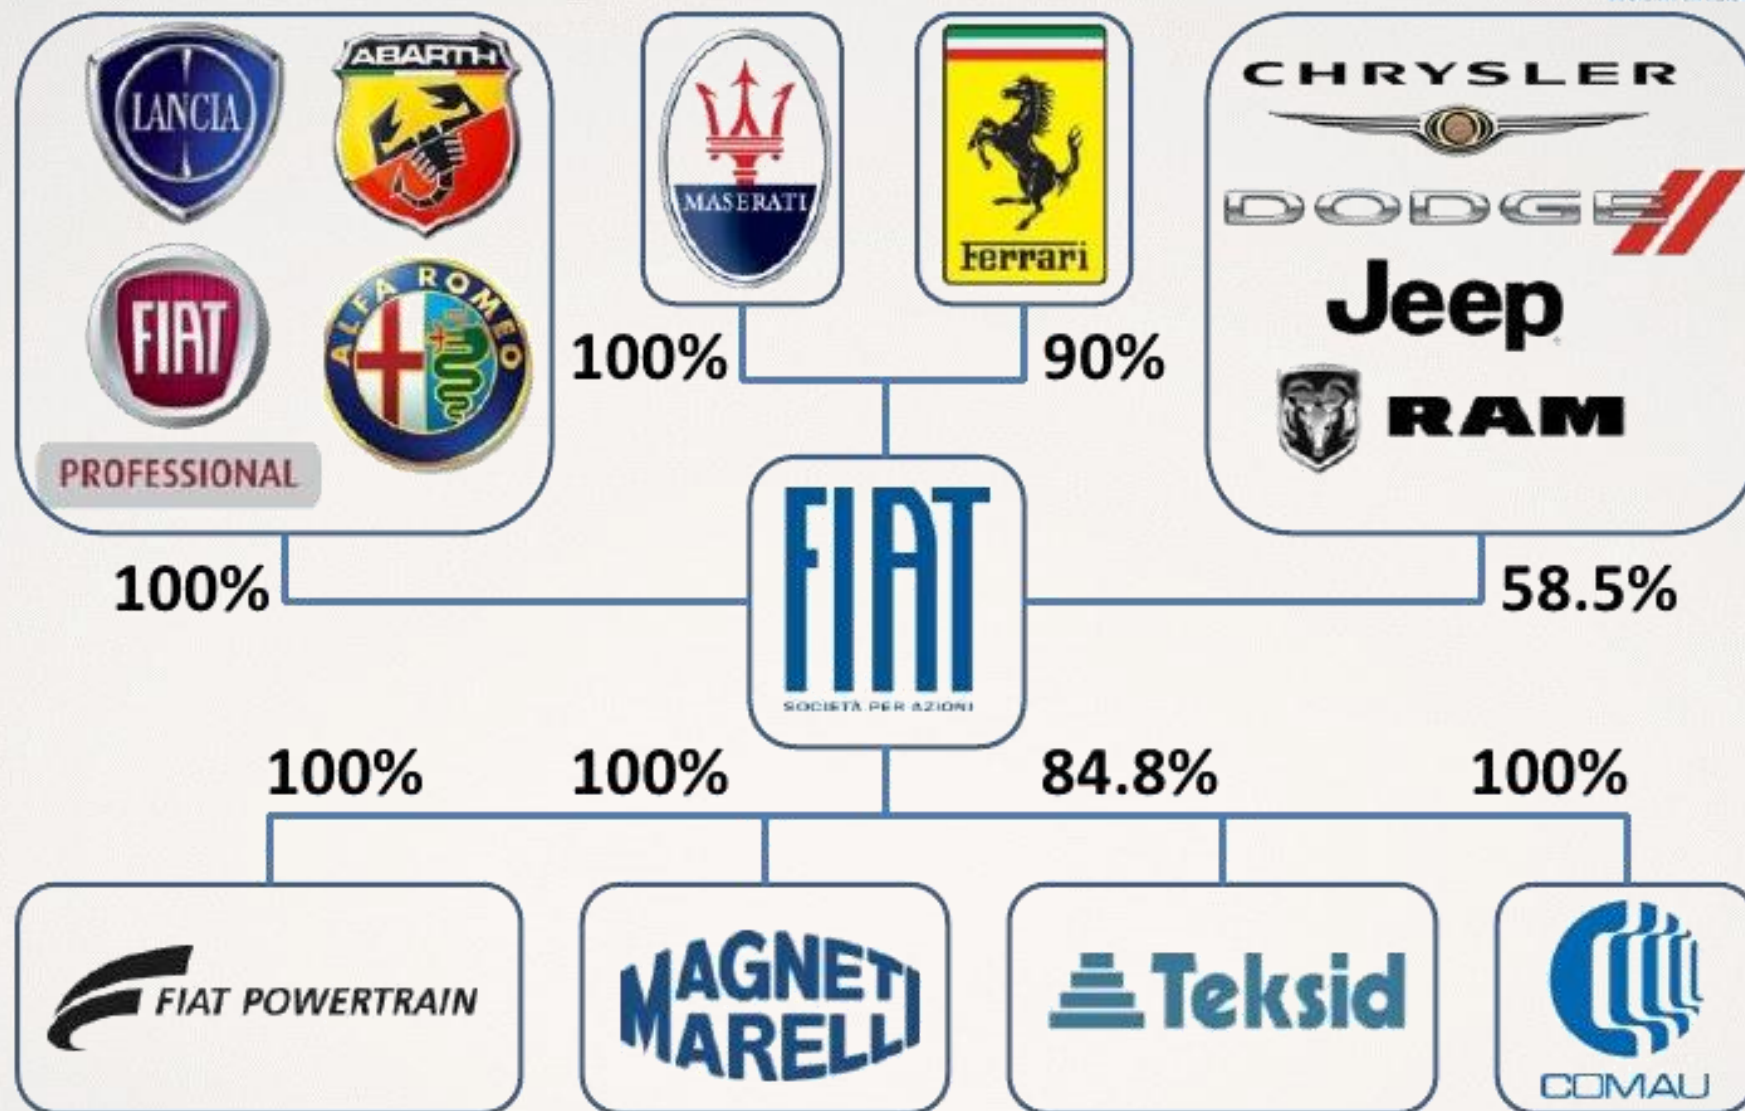 LANCIA
ABARTH
FIAT
PROFESSIONAL
ALFA ROMEO
MASERATI
Ferrari
CHRYSLER
DODGE
Jeep
RAM
100%
90%
100%
58.5%
FIAT
SOCIETÀ PER AZIONI
100%
100%
84.8%
100%
FIAT POWERTRAIN
MAGNETI
MARELLI
Teksid
COMAU